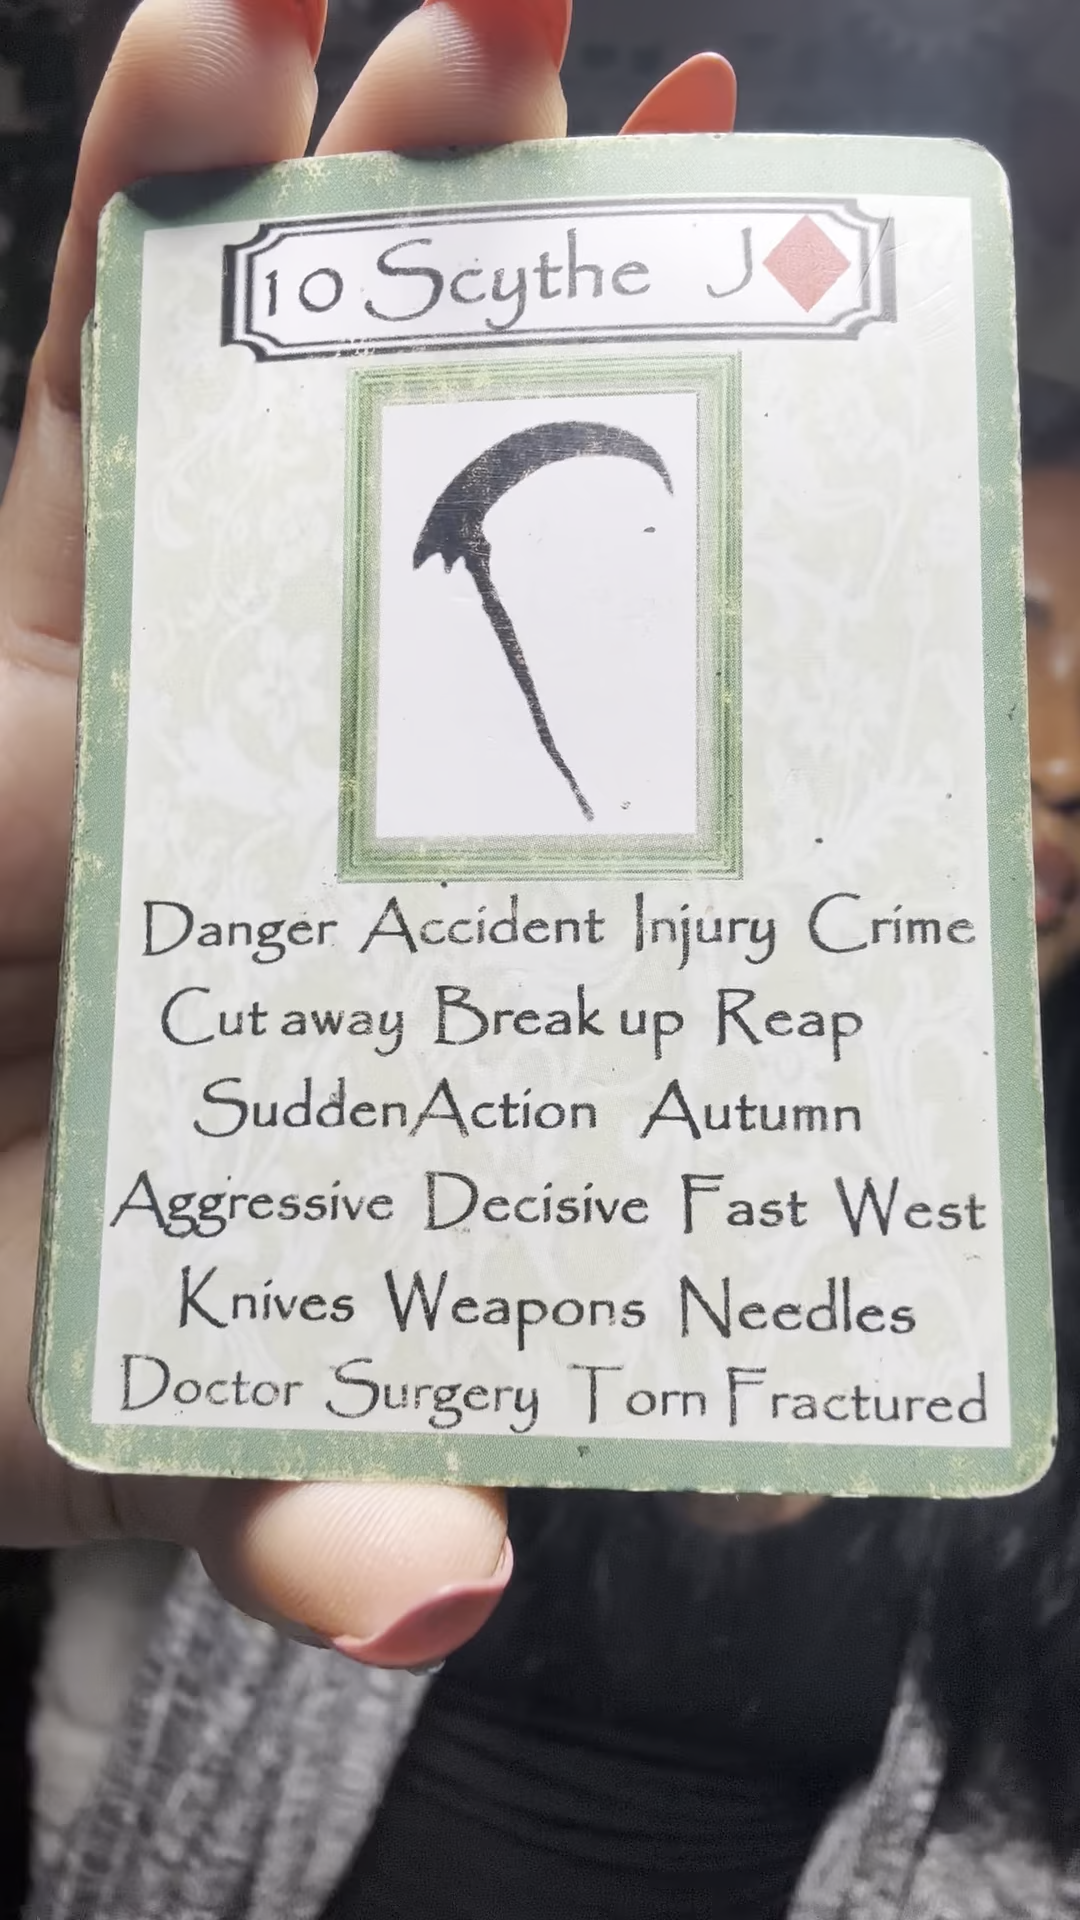 10 Scythe J♦
Danger Accident Injury Crime
Cut away Break up Reap
Sudden Action Autumn
Aggressive Decisive Fast West
Knives Weapons Needles
Doctor Surgery Torn Fractured